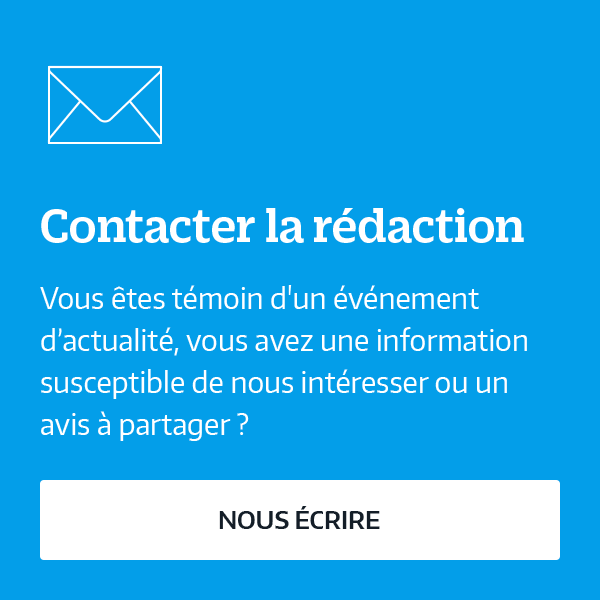 Contacter la rédaction
Vous êtes témoin d'un événement
d’actualité, vous avez une information
susceptible de nous intéresser ou un
avis à partager ?
NOUS ÉCRIRE